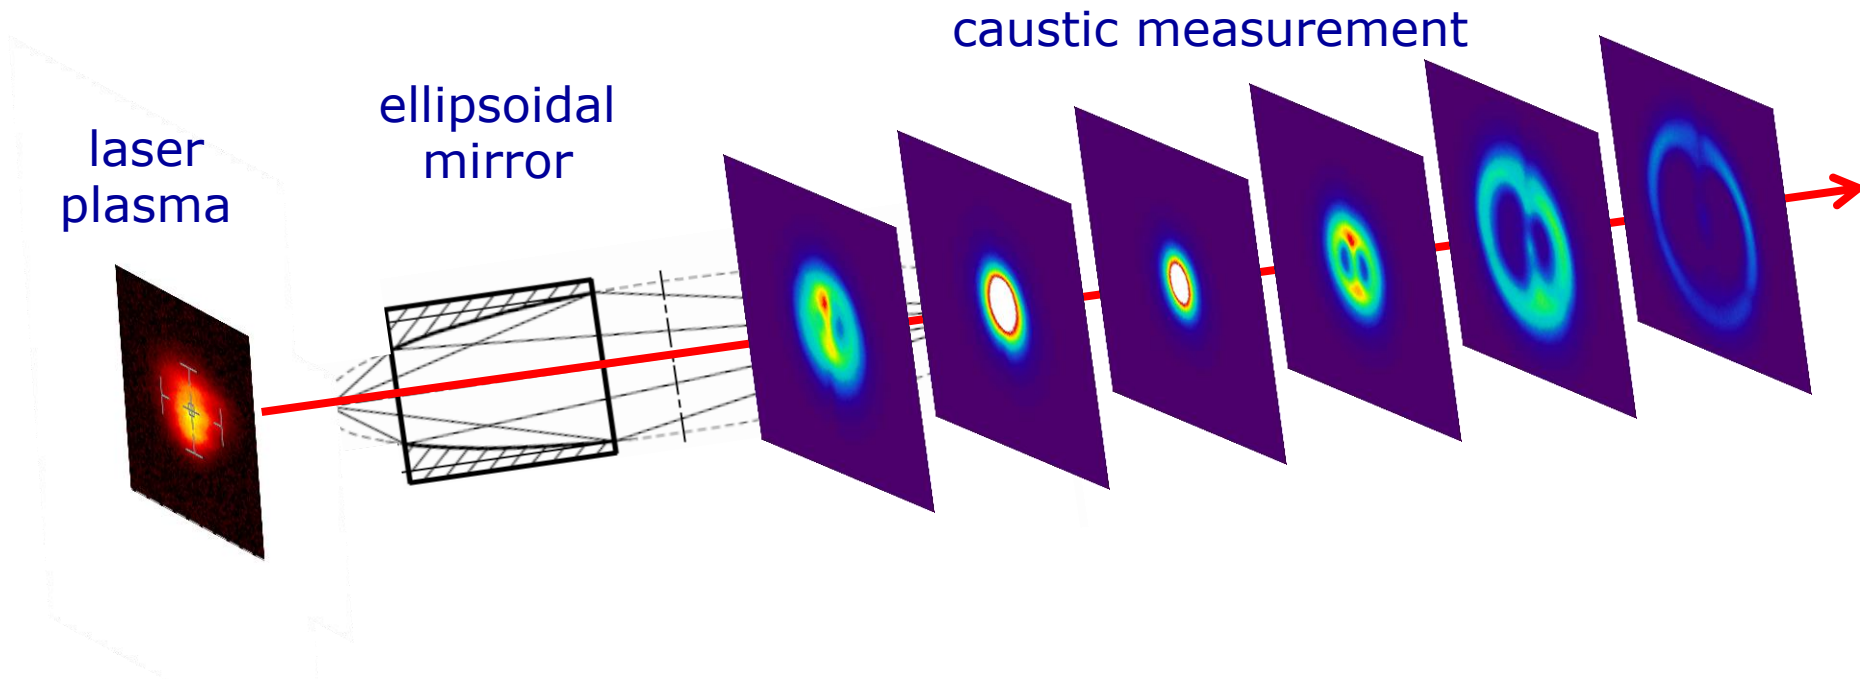 caustic measurement
ellipsoidal
mirror
laser
plasma